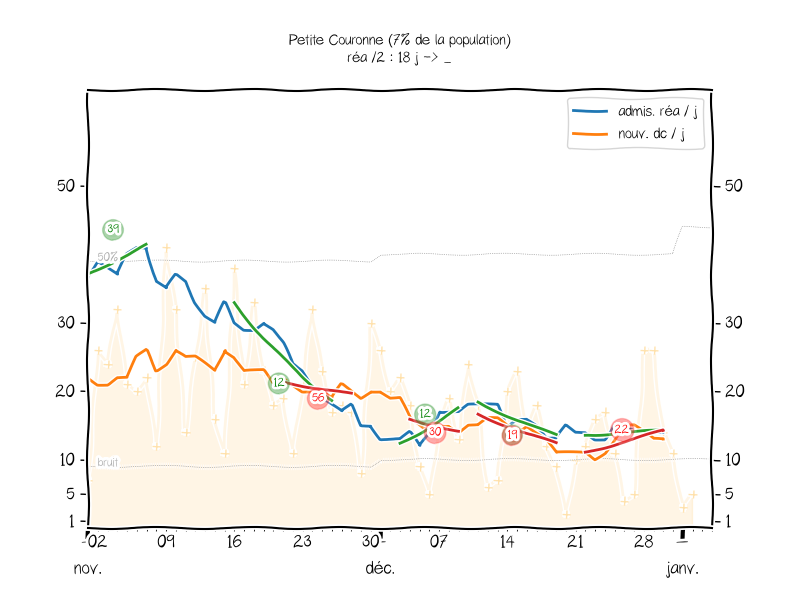 Petite Couronne (7% de la population)
réa /2 : 18 j -> _
admis. réa / j
nouv. dc / j
50
50
39
50%
30
30
20
20
12
56
12
30
19
22
bruit
10
10
5
5
1
1
02 09 16 23 30 07 14 21 28
nov. déc. janv.